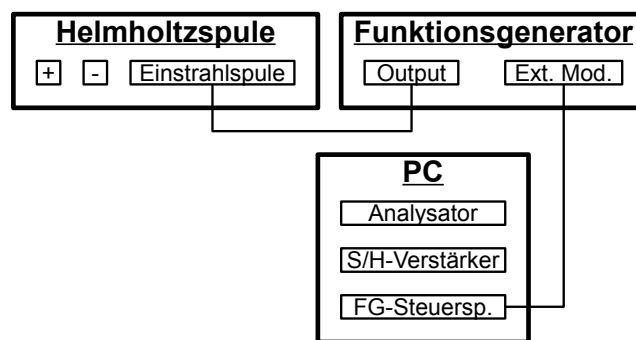 Helmholtzspule
+ - Einstrahlspule
Funktionsgenerator
Output Ext. Mod.
PC
Analysator
S/H-Verstärker
FG-Steuersp.